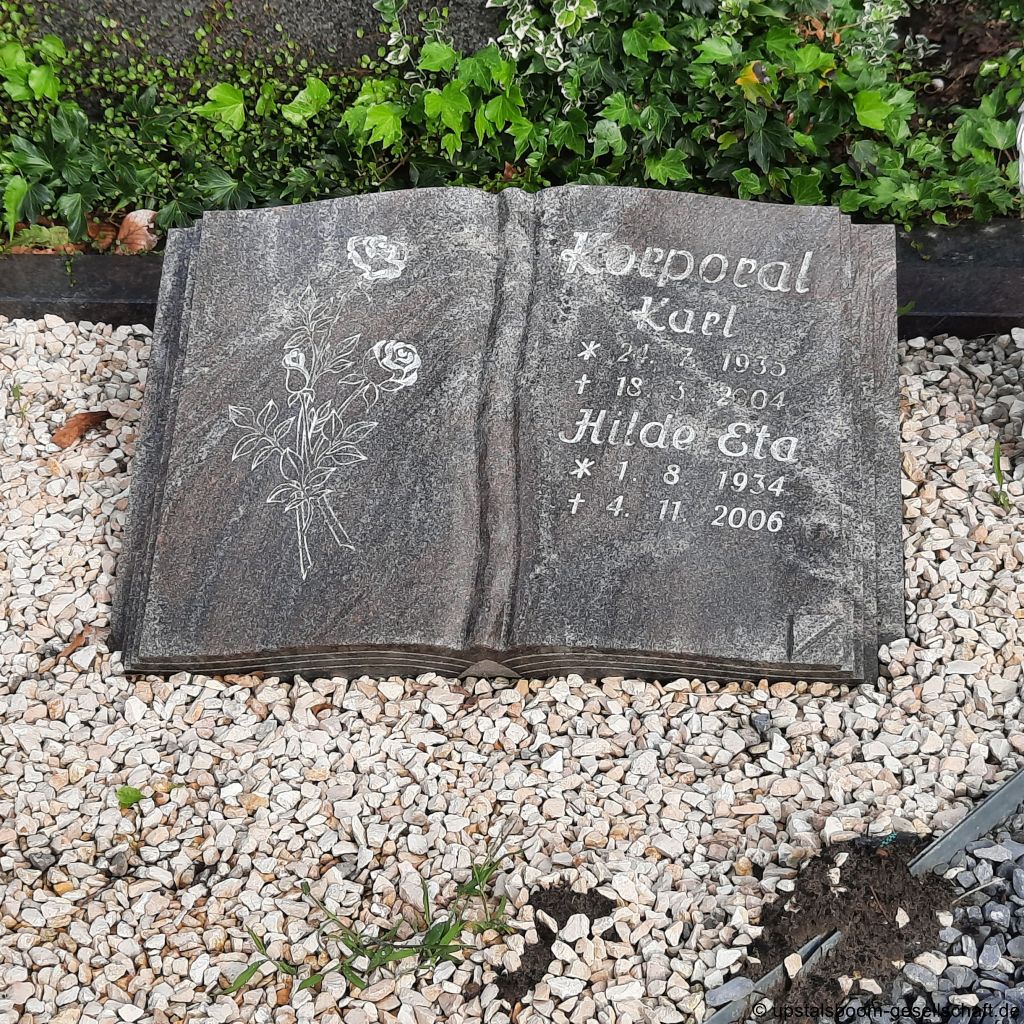 Korporal
Karl
* 24. 7. 1935
† 18. 3. 2004
Hilde Eta
* 1. 8. 1934
† 4. 11. 2006
© upstalsboom-gesellschaft.de